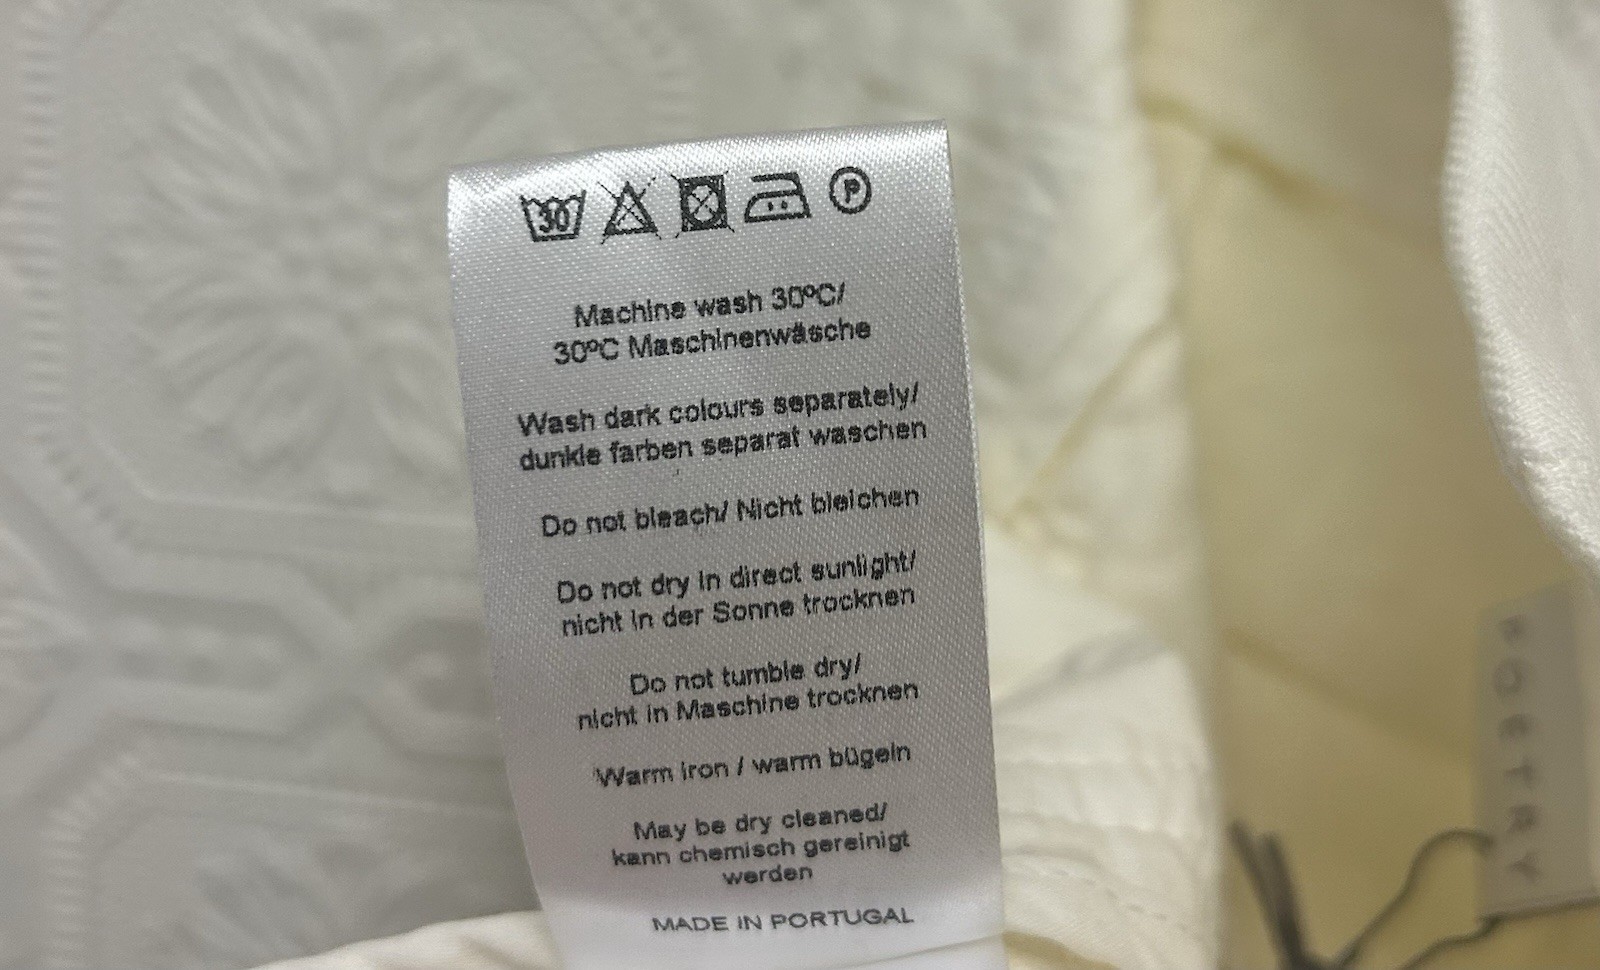 30
P
Machine wash 30ºC/
30ºC Maschinenwäsche
Wash dark colours separately/
dunkle farben separat waschen
Do not bleach/ Nicht bleichen
Do not dry in direct sunlight/
nicht in der Sonne trocknen
Do not tumble dry/
nicht in Maschine trocknen
Warm iron / warm bügeln
May be dry cleaned/
kann chemisch gereinigt
werden
MADE IN PORTUGAL
POETRY